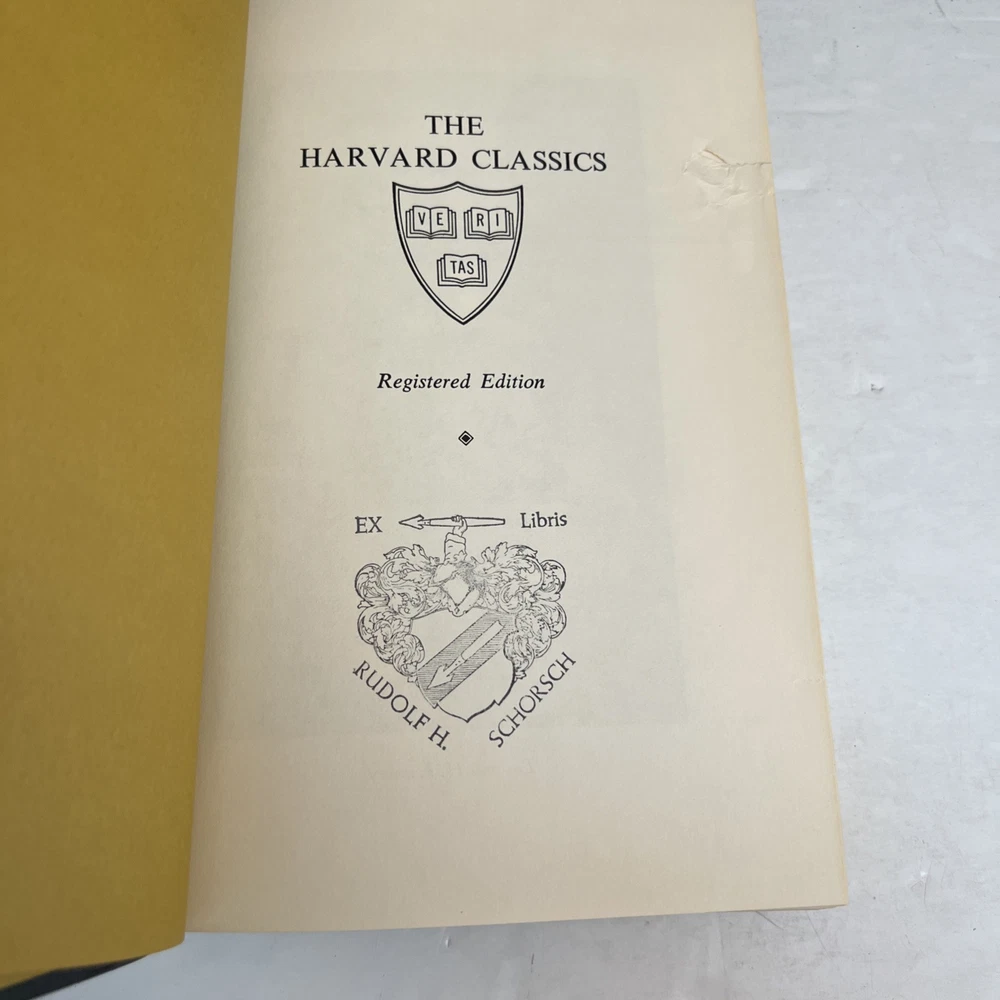 THE
HARVARD CLASSICS
VE RI
TAS
Registered Edition
EX Libris
RUDOLF H. SCHORSCH